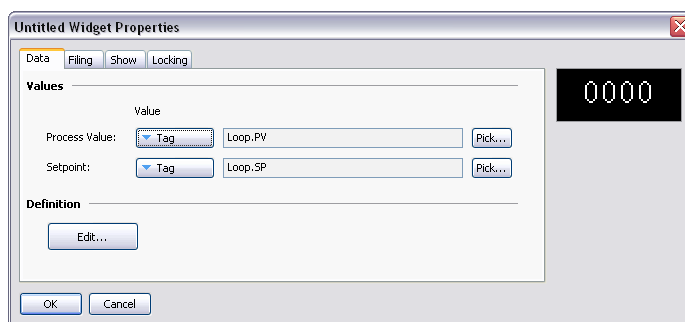 Untitled Widget Properties
Data Filing Show Locking
Values
Value
Process Value: Tag Loop.PV Pick...
Setpoint: Tag Loop.SP Pick...
Definition
Edit...
OK Cancel
0000